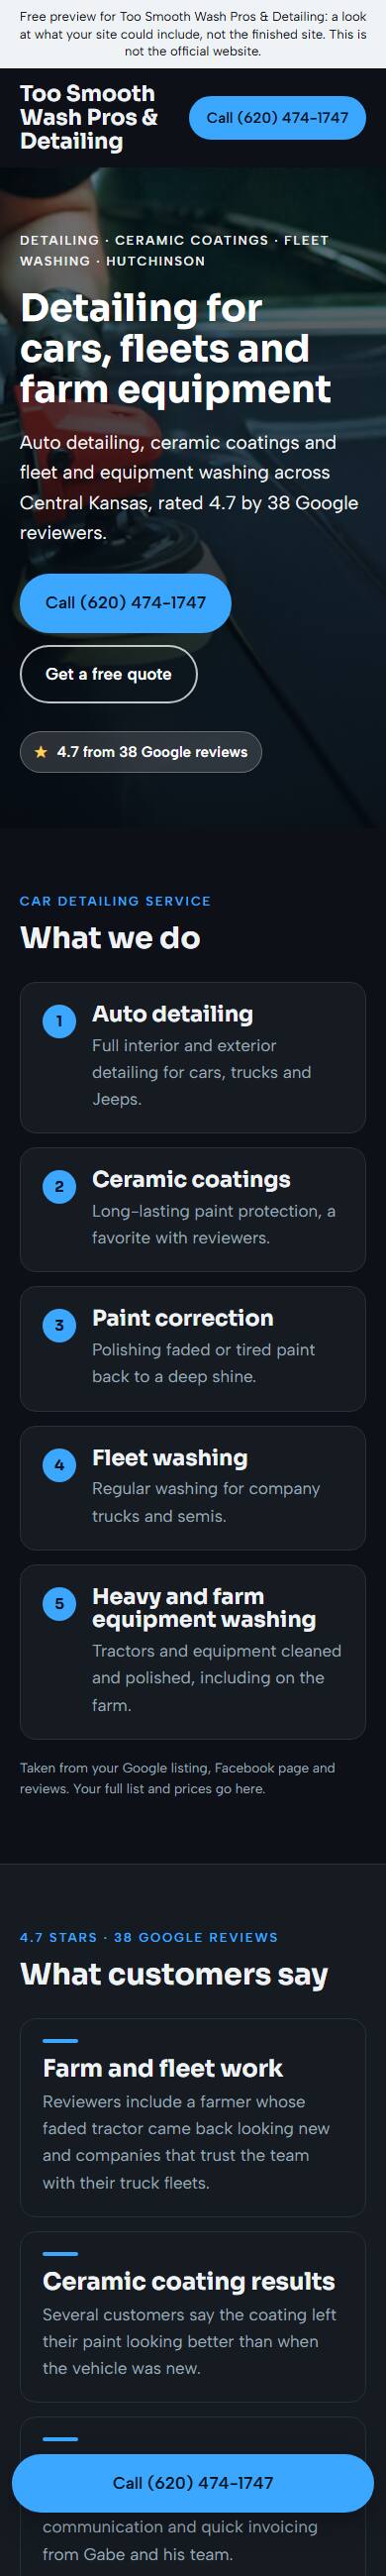 Free preview for Too Smooth Wash Pros & Detailing: a look
at what your site could include, not the finished site. This is
not the official website.
Too Smooth
Wash Pros &
Detailing
Call (620) 474-1747
DETAILING · CERAMIC COATINGS · FLEET
WASHING · HUTCHINSON
Detailing for
cars, fleets and
farm equipment
Auto detailing, ceramic coatings and
fleet and equipment washing across
Central Kansas, rated 4.7 by 38 Google
reviewers.
Call (620) 474-1747
Get a free quote
★ 4.7 from 38 Google reviews
CAR DETAILING SERVICE
What we do
1
Auto detailing
Full interior and exterior
detailing for cars, trucks and
Jeeps.
2
Ceramic coatings
Long-lasting paint protection, a
favorite with reviewers.
3
Paint correction
Polishing faded or tired paint
back to a deep shine.
4
Fleet washing
Regular washing for company
trucks and semis.
5
Heavy and farm
equipment washing
Tractors and equipment cleaned
and polished, including on the
farm.
Taken from your Google listing, Facebook page and
reviews. Your full list and prices go here.
4.7 STARS · 38 GOOGLE REVIEWS
What customers say
Farm and fleet work
Reviewers include a farmer whose
faded tractor came back looking new
and companies that trust the team
with their truck fleets.
Ceramic coating results
Several customers say the coating left
their paint looking better than when
the vehicle was new.
Call (620) 474-1747
communication and quick invoicing
from Gabe and his team.